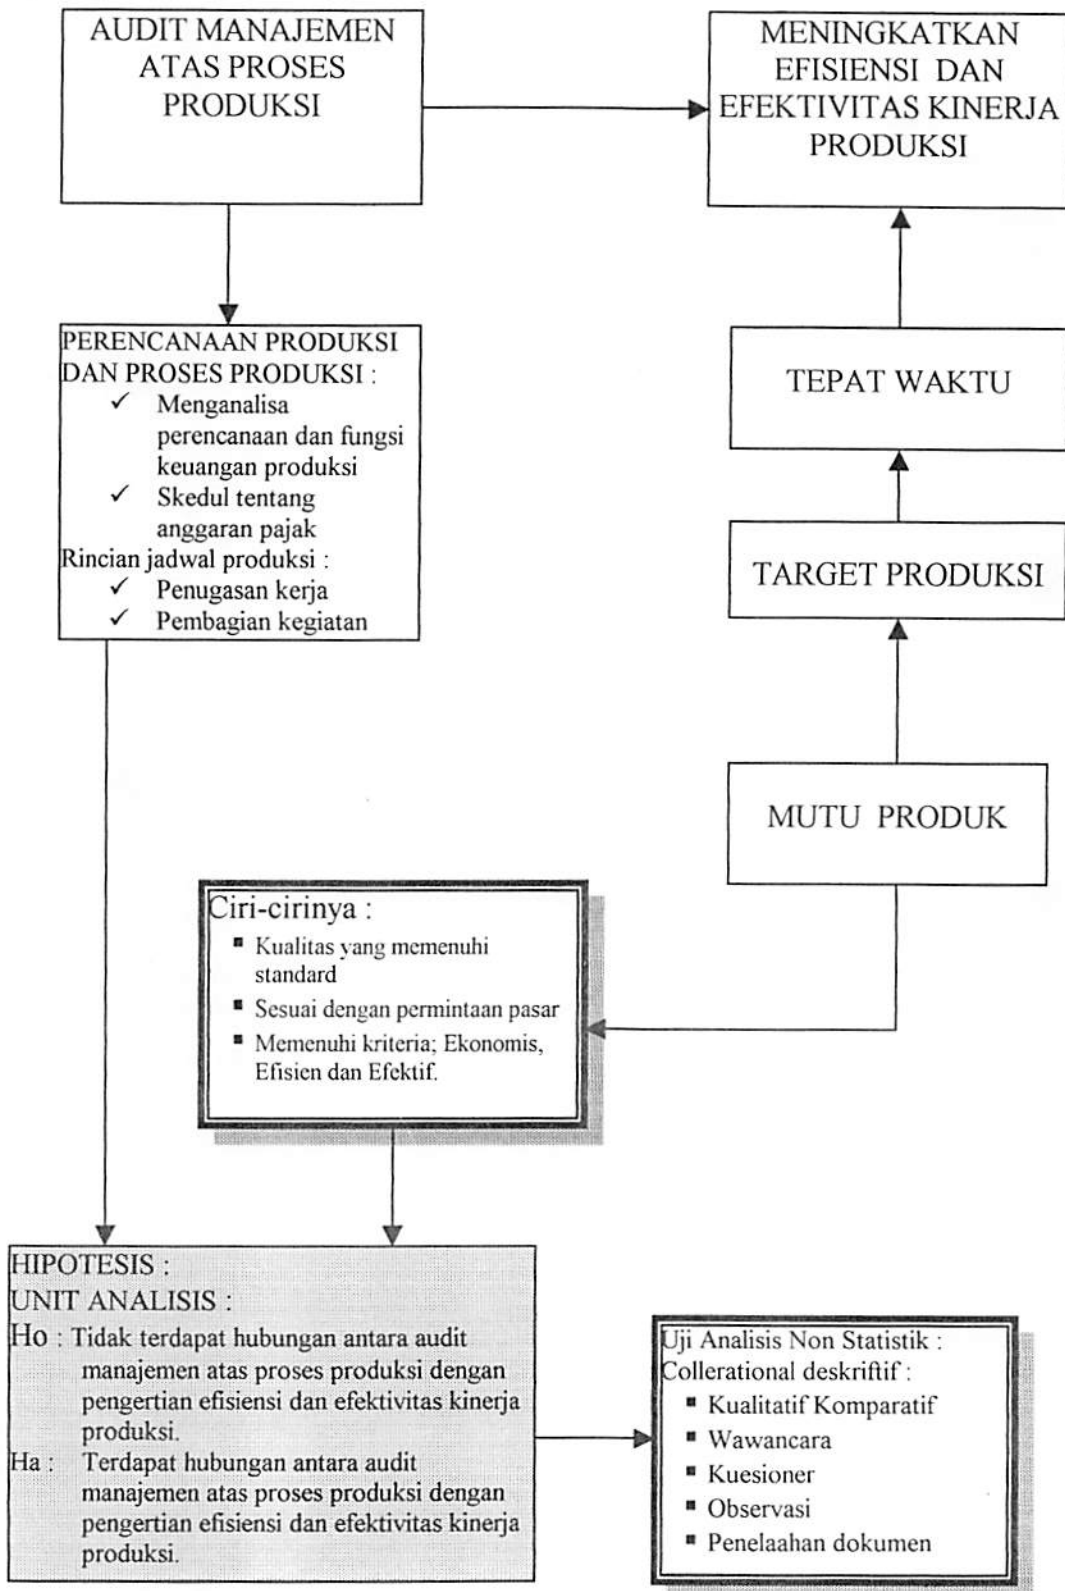 AUDIT MANAJEMEN
ATAS PROSES
PRODUKSI
MENINGKATKAN
EFISIENSI DAN
EFEKTIVITAS KINERJA
PRODUKSI
PERENCANAAN PRODUKSI
DAN PROSES PRODUKSI :
✓ Menganalisa
perencanaan dan fungsi
keuangan produksi
✓ Skedul tentang
anggaran pajak
Rincian jadwal produksi :
✓ Penugasan kerja
✓ Pembagian kegiatan
TEPAT WAKTU
TARGET PRODUKSI
MUTU PRODUK
Ciri-cirinya :
▪ Kualitas yang memenuhi
standard
▪ Sesuai dengan permintaan pasar
▪ Memenuhi kriteria; Ekonomis,
Efisien dan Efektif.
HIPOTESIS :
UNIT ANALISIS :
Ho : Tidak terdapat hubungan antara audit
manajemen atas proses produksi dengan
pengertian efisiensi dan efektivitas kinerja
produksi.
Ha : Terdapat hubungan antara audit
manajemen atas proses produksi dengan
pengertian efisiensi dan efektivitas kinerja
produksi.
Uji Analisis Non Statistik :
Collerational deskriftif :
▪ Kualitatif Komparatif
▪ Wawancara
▪ Kuesioner
▪ Observasi
▪ Penelaahan dokumen